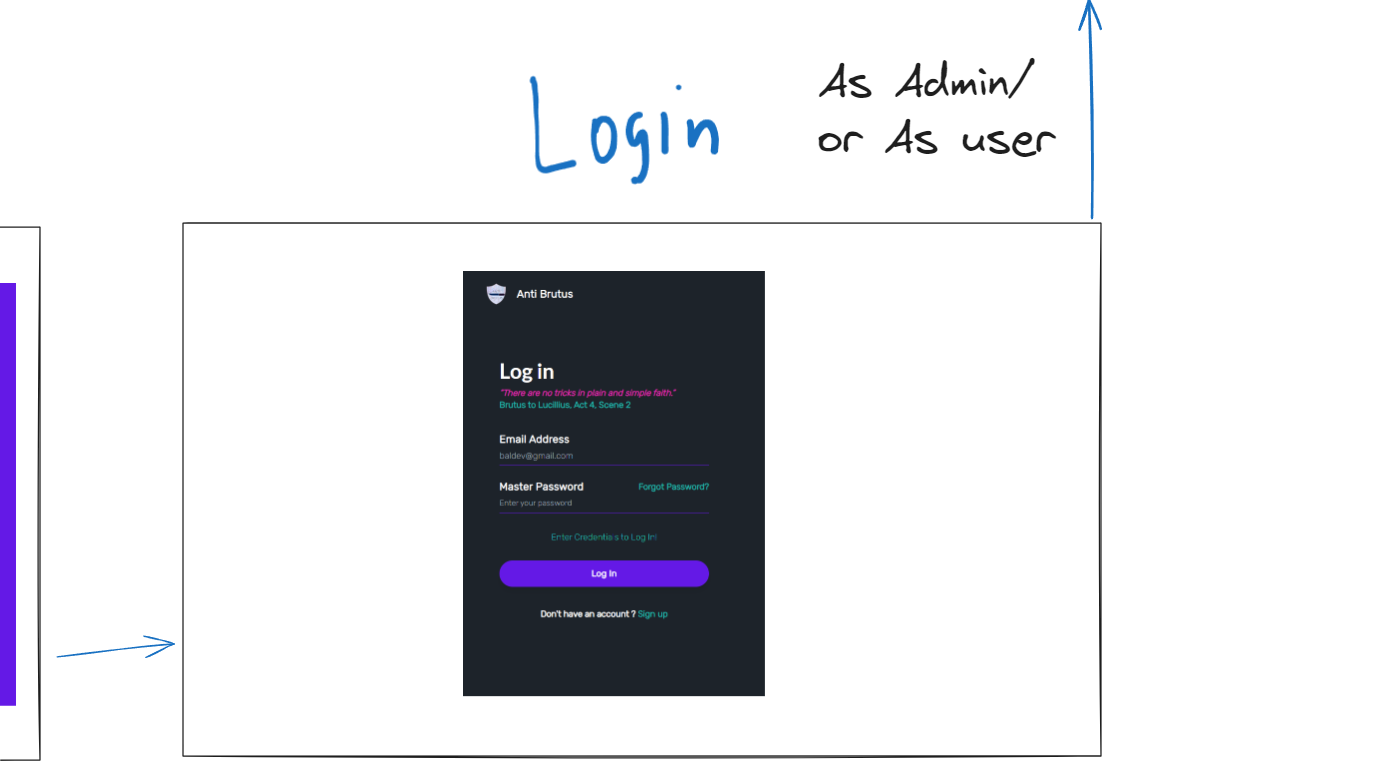 Login
As Admin/
or As user
Anti Brutus
Log in
"There are no tricks in plain and simple faith."
Brutus to Lucillius, Act 4, Scene 2
Email Address
baldev@gmail.com
Master Password Forgot Password?
Enter your password
Enter Credentials to Log In!
Log In
Don't have an account ? Sign up